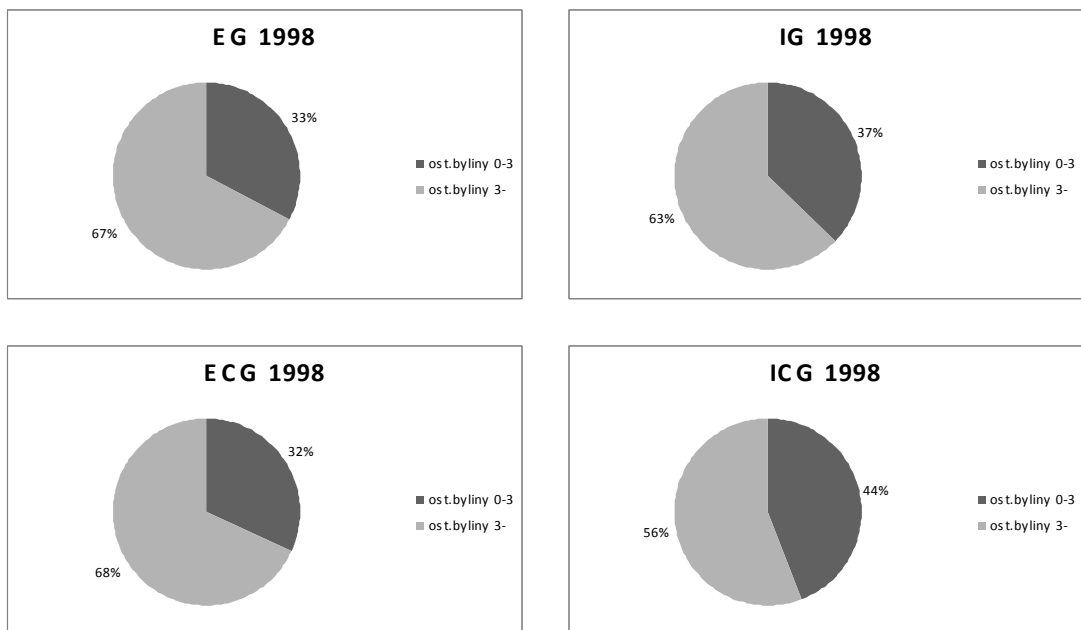 EG 1998
33%
67%
ost.byliny 0-3
ost.byliny 3-
IG 1998
37%
63%
ost.byliny 0-3
ost.byliny 3-
ECG 1998
32%
68%
ost.byliny 0-3
ost.byliny 3-
ICG 1998
44%
56%
ost.byliny 0-3
ost.byliny 3-